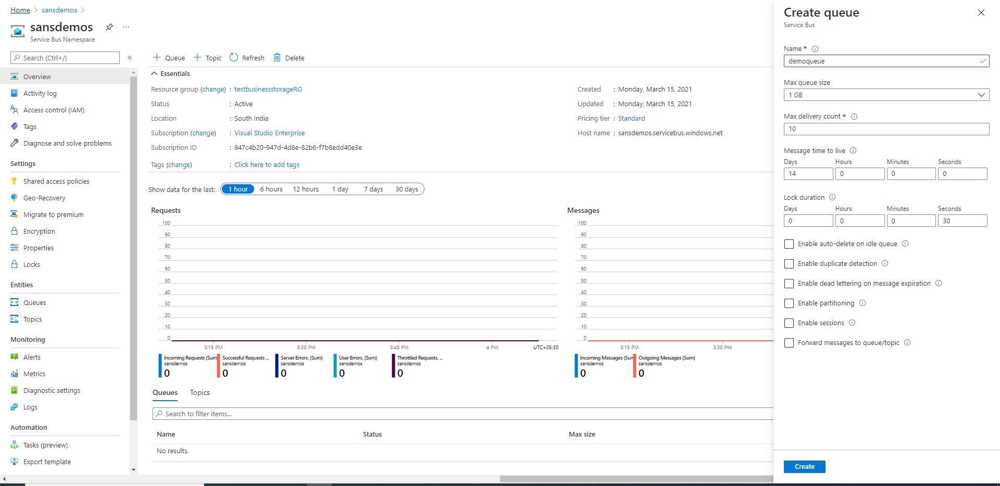 Home > sansdemos >
sansdemos
Service Bus Namespace
Search (Ctrl+/)
Overview
Activity log
Access control (IAM)
Tags
Diagnose and solve problems
Settings
Shared access policies
Geo-Recovery
Migrate to premium
Encryption
Properties
Locks
Entities
Queues
Topics
Monitoring
Alerts
Metrics
Diagnostic settings
Logs
Automation
Tasks (preview)
Export template
Queue Topic Refresh Delete
Essentials
Resource group (change) : testbusinessstorageRG
Status : Active
Location : South India
Subscription (change) : Visual Studio Enterprise
Subscription ID : 947c4b20-947d-4d8e-82b6-f7b8edd40e3e
Tags (change) : Click here to add tags
Created : Monday, March 15, 2021
Updated : Monday, March 15, 2021
Pricing tier : Standard
Host name : sansdemos.servicebus.windows.net
Show data for the last: 1 hour 6 hours 12 hours 1 day 7 days 30 days
Requests
100
90
80
70
60
50
40
30
20
10
0
3:15 PM 3:30 PM 3:45 PM 4 PM UTC+05:30
Incoming Requests (Sum) Successful Requests ... Server Errors. (Sum) User Errors. (Sum) Throttled Requests. ...
sansdemos sansdemos sansdemos sansdemos sansdemos
0 0 0 0 0
Messages
100
90
80
70
60
50
40
30
20
10
0
3:15 PM 3:30 PM
Incoming Messages (Sum) Outgoing Messages (Sum)
sansdemos sansdemos
0 0
Queues Topics
Search to filter items...
Name Status Max size
No results.
Create queue
Service Bus
Name *
demoqueue
Max queue size
1 GB
Max delivery count *
10
Message time to live
Days Hours Minutes Seconds
14 0 0 0
Lock duration
Days Hours Minutes Seconds
0 0 0 30
Enable auto-delete on idle queue
Enable duplicate detection
Enable dead lettering on message expiration
Enable partitioning
Enable sessions
Forward messages to queue/topic
Create